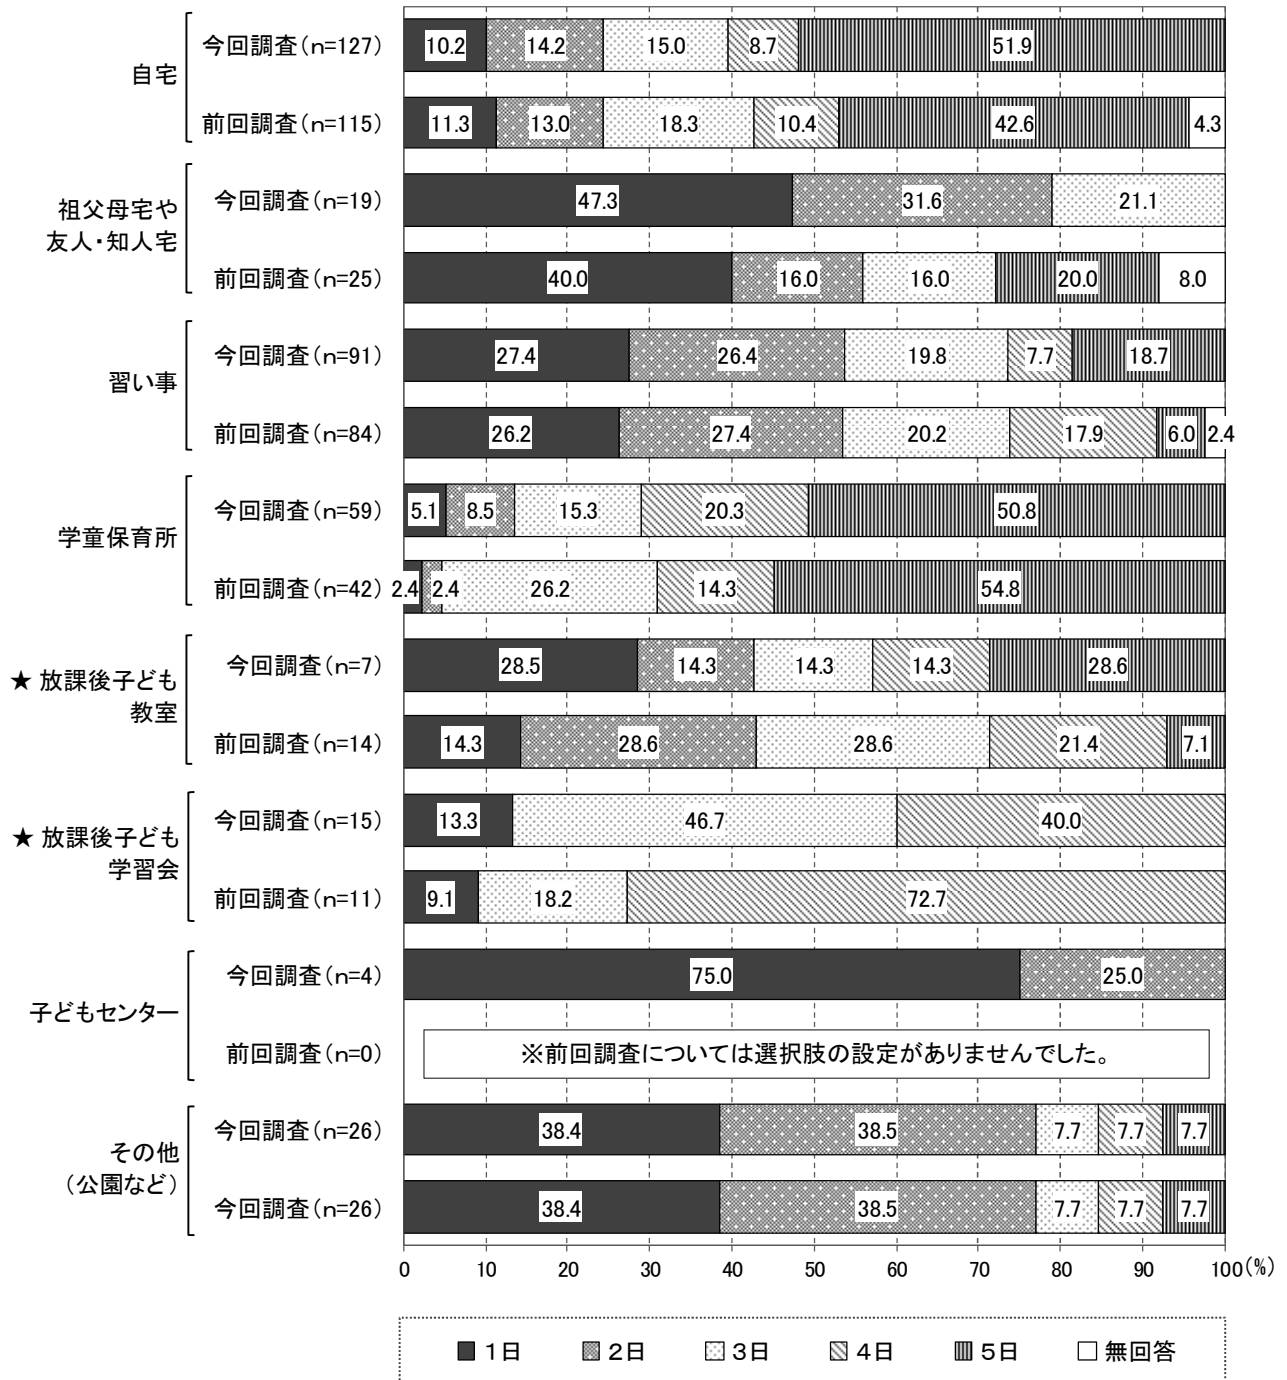 自宅
今回調査(n=127) 10.2 14.2 15.0 8.7 51.9
前回調査(n=115) 11.3 13.0 18.3 10.4 42.6 4.3
祖父母宅や
友人・知人宅
今回調査(n=19) 47.3 31.6 21.1
前回調査(n=25) 40.0 16.0 16.0 20.0 8.0
習い事
今回調査(n=91) 27.4 26.4 19.8 7.7 18.7
前回調査(n=84) 26.2 27.4 20.2 17.9 6.0 2.4
学童保育所
今回調査(n=59) 5.1 8.5 15.3 20.3 50.8
前回調査(n=42) 2.4 2.4 26.2 14.3 54.8
★ 放課後子ども
教室
今回調査(n=7) 28.5 14.3 14.3 14.3 28.6
前回調査(n=14) 14.3 28.6 28.6 21.4 7.1
★ 放課後子ども
学習会
今回調査(n=15) 13.3 46.7 40.0
前回調査(n=11) 9.1 18.2 72.7
子どもセンター
今回調査(n=4) 75.0 25.0
前回調査(n=0) ※前回調査については選択肢の設定がありませんでした。
その他
(公園など)
今回調査(n=26) 38.4 38.5 7.7 7.7 7.7
今回調査(n=26) 38.4 38.5 7.7 7.7 7.7
0 10 20 30 40 50 60 70 80 90 100(%)
1日 2日 3日 4日 5日 無回答